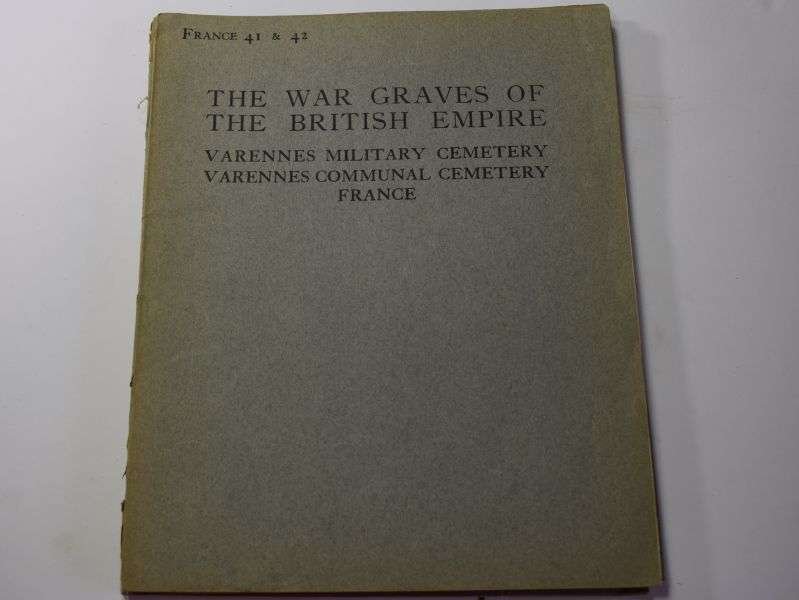 FRANCE 41 & 42
THE WAR GRAVES OF
THE BRITISH EMPIRE
VARENNES MILITARY CEMETERY
VARENNES COMMUNAL CEMETERY
FRANCE